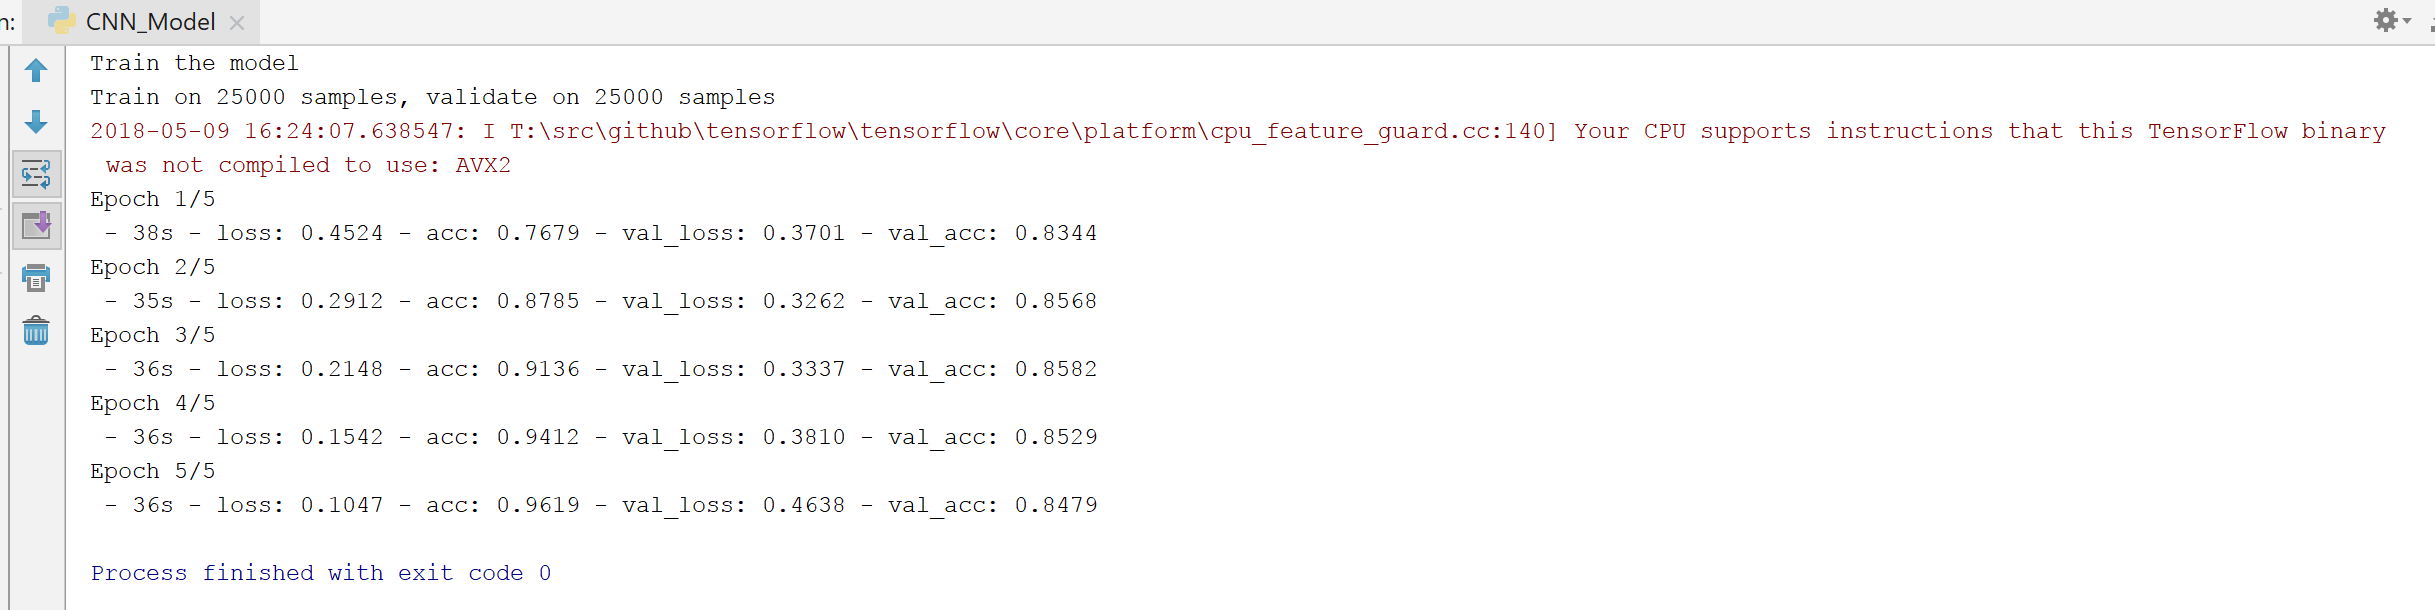 n: CNN_Model
Train the model
Train on 25000 samples, validate on 25000 samples
2018-05-09 16:24:07.638547: I T:\src\github\tensorflow\tensorflow\core\platform\cpu_feature_guard.cc:140] Your CPU supports instructions that this TensorFlow binary
was not compiled to use: AVX2
Epoch 1/5
- 38s - loss: 0.4524 - acc: 0.7679 - val_loss: 0.3701 - val_acc: 0.8344
Epoch 2/5
- 35s - loss: 0.2912 - acc: 0.8785 - val_loss: 0.3262 - val_acc: 0.8568
Epoch 3/5
- 36s - loss: 0.2148 - acc: 0.9136 - val_loss: 0.3337 - val_acc: 0.8582
Epoch 4/5
- 36s - loss: 0.1542 - acc: 0.9412 - val_loss: 0.3810 - val_acc: 0.8529
Epoch 5/5
- 36s - loss: 0.1047 - acc: 0.9619 - val_loss: 0.4638 - val_acc: 0.8479
Process finished with exit code 0